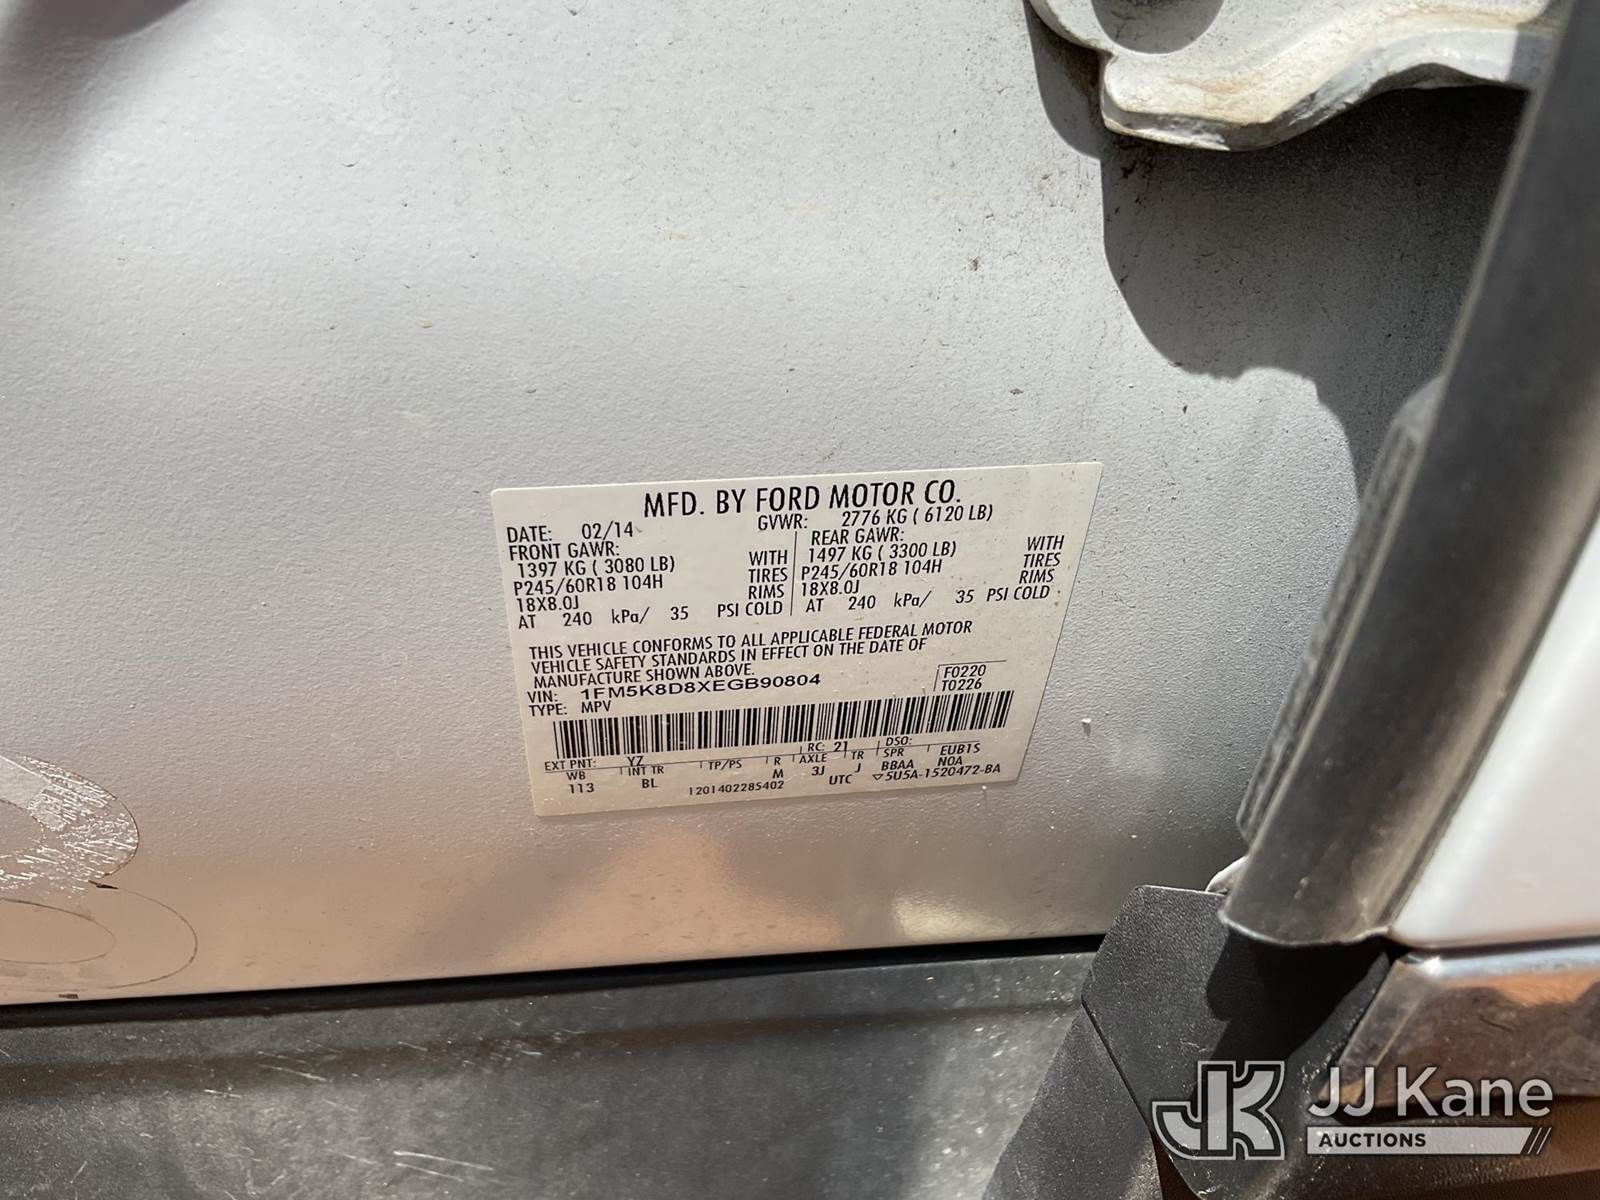 MFD. BY FORD MOTOR CO.
DATE: 02/14 GVWR: 2776 KG ( 6120 LB)
FRONT GAWR: REAR GAWR:
1397 KG ( 3080 LB) WITH 1497 KG ( 3300 LB) WITH
P245/60R18 104H TIRES P245/60R18 104H TIRES
18X8.0J RIMS 18X8.0J RIMS
AT 240 kPa/ 35 PSI COLD AT 240 kPa/ 35 PSI COLD
THIS VEHICLE CONFORMS TO ALL APPLICABLE FEDERAL MOTOR
VEHICLE SAFETY STANDARDS IN EFFECT ON THE DATE OF
MANUFACTURE SHOWN ABOVE.
VIN: 1FM5K8D8XEGB90804 F0220
TYPE: MPV T0226
EXT PNT: YZ RC: 21 DSO:
WB INT TR TP/PS R AXLE TR SPR EUB1S
113 BL M 3J J BBAA NOA
1201402285402 UTC ▽5U5A-1520472-BA
JK JJ Kane
AUCTIONS